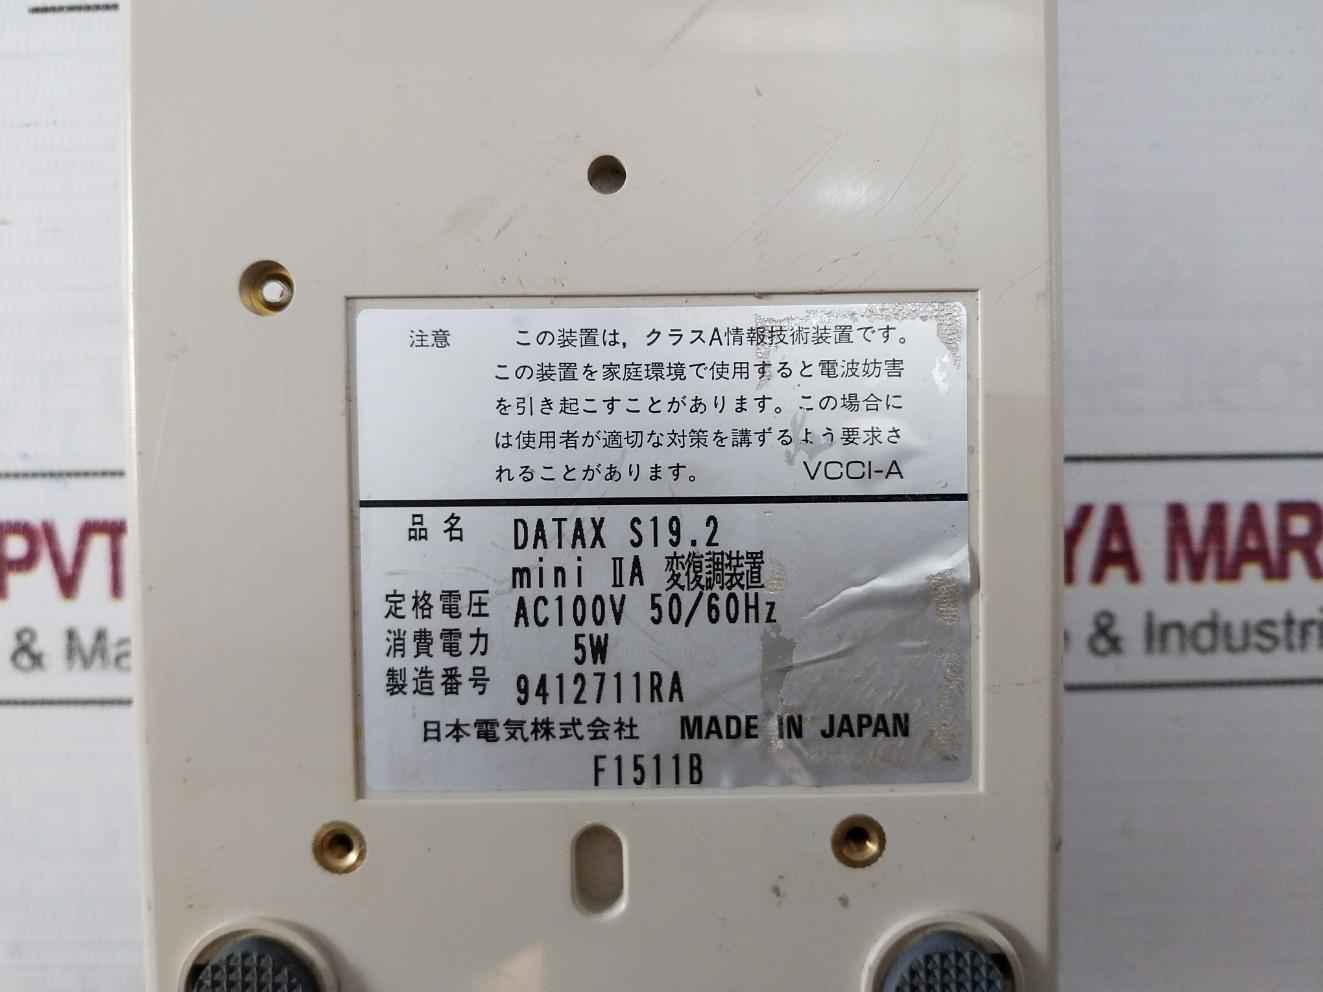 注意 この装置は，クラスA情報技術装置です。
この装置を家庭環境で使用すると電波妨害
を引き起こすことがあります。この場合に
は使用者が適切な対策を講ずるよう要求さ
れることがあります。 VCCI-A
品名 DATAX S19.2
mini ⅡA 変復調装置
定格電圧 AC100V 50/60Hz
消費電力 5W
製造番号 9412711RA
日本電気株式会社 MADE IN JAPAN
F1511B
PVT
YA MAR
& Ma
& Industri